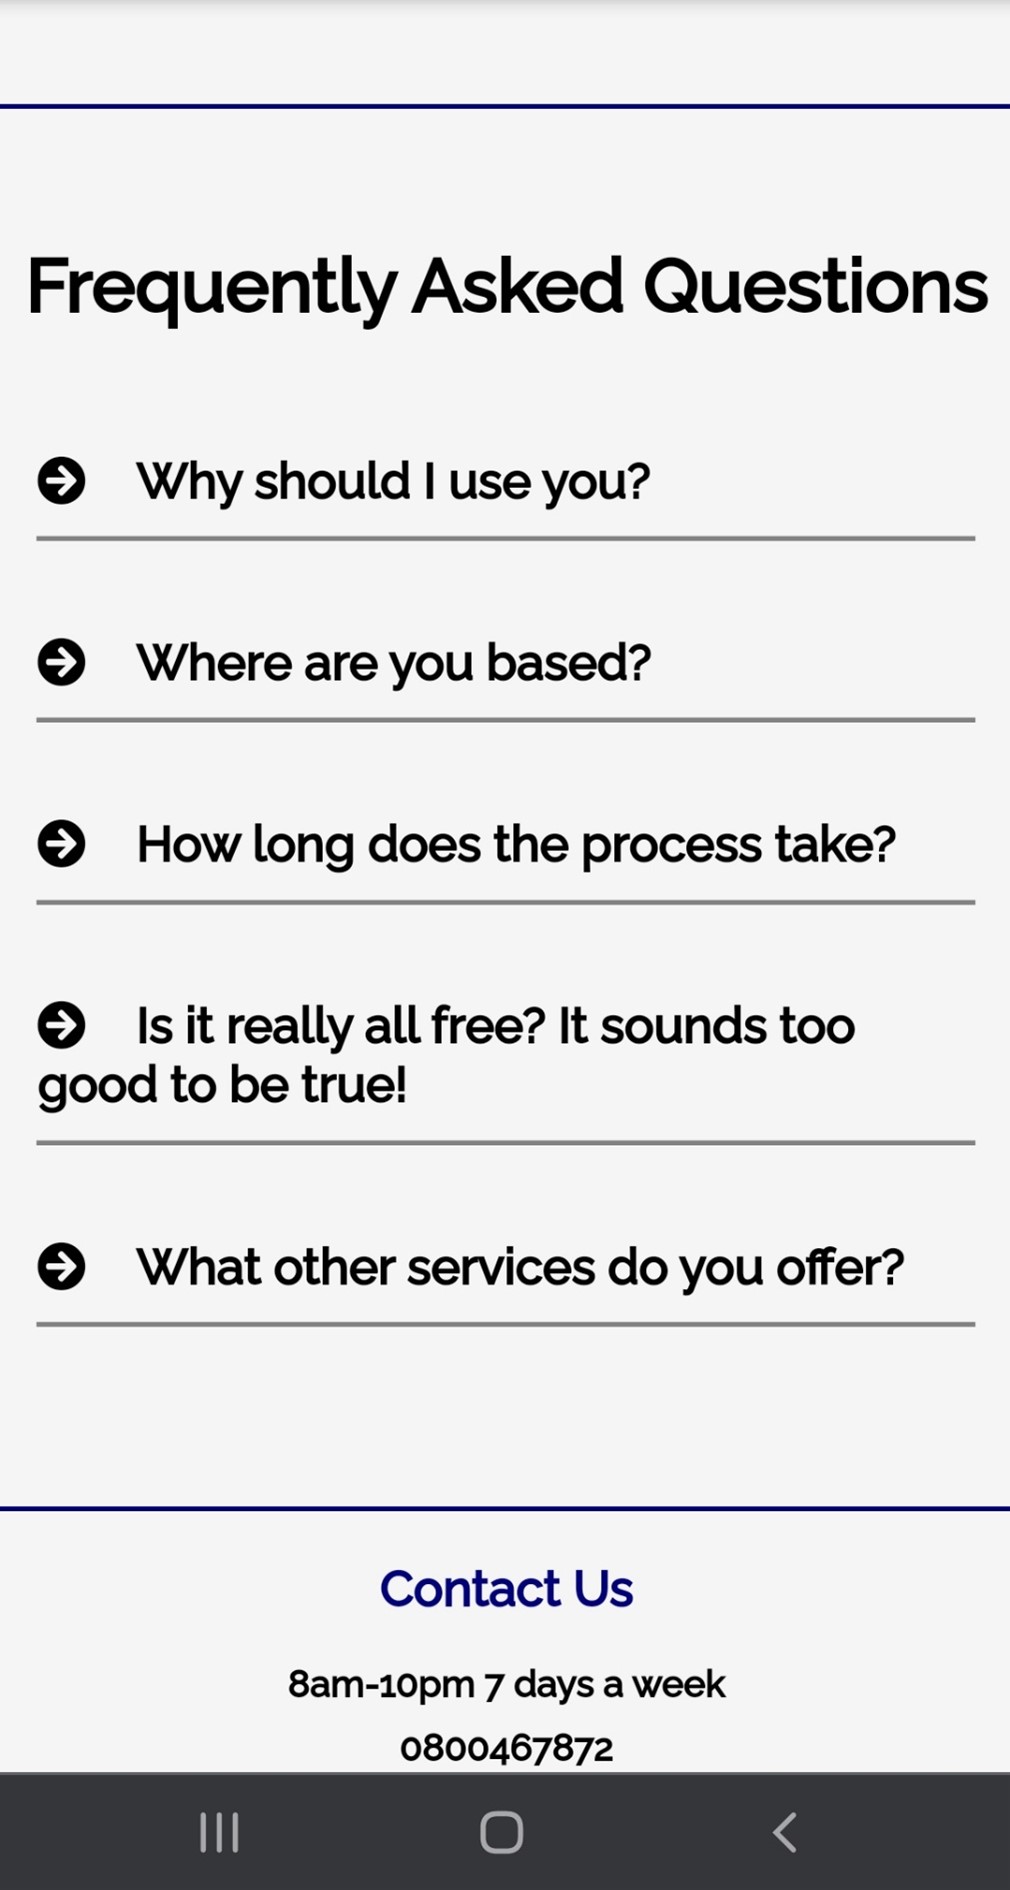 Frequently Asked Questions
Why should I use you?
Where are you based?
How long does the process take?
Is it really all free? It sounds too
good to be true!
What other services do you offer?
Contact Us
8am-10pm 7 days a week
0800467872